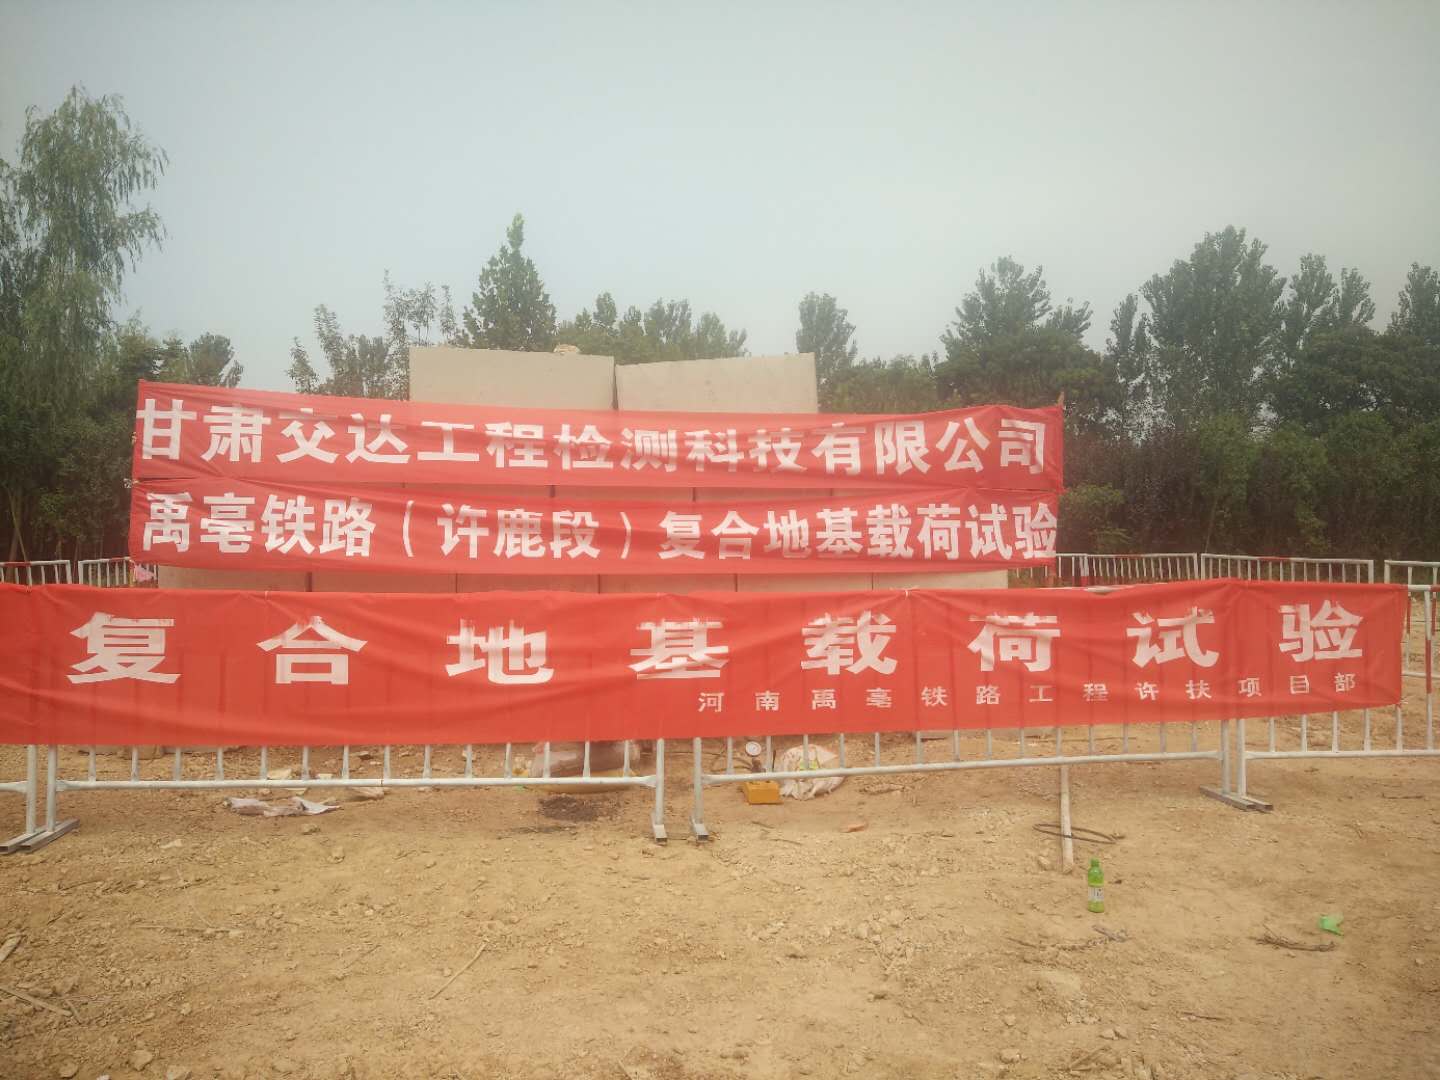 甘肃交达工程检测科技有限公司
禹亳铁路（许鹿段）复合地基载荷试验
复合地基载荷试验
河南禹亳铁路工程许扶项目部